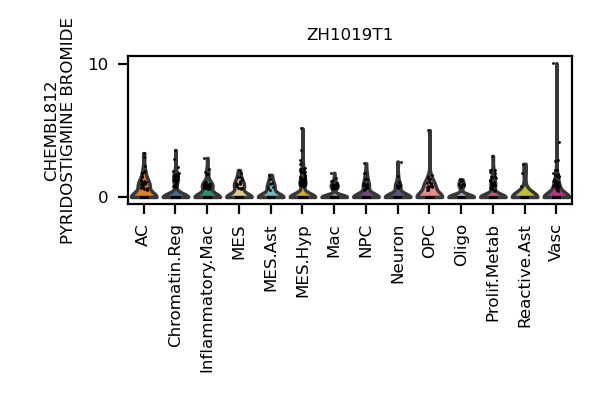 ZH1019T1
CHEMBL812
PYRIDOSTIGMINE BROMIDE
10
0
AC
Chromatin.Reg
Inflammatory.Mac
MES
MES.Ast
MES.Hyp
Mac
NPC
Neuron
OPC
Oligo
Prolif.Metab
Reactive.Ast
Vasc